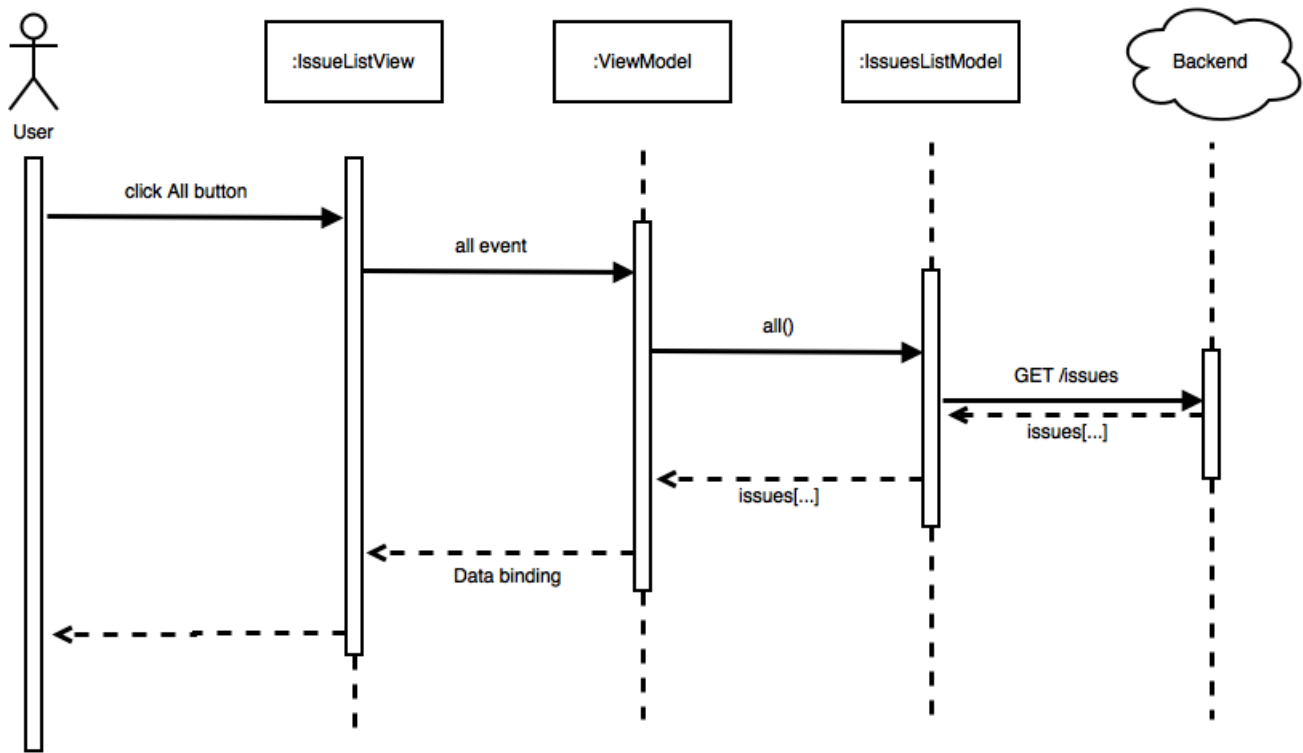 :IssueListView
:ViewModel
:IssuesListModel
Backend
User
click All button
all event
all()
GET /issues
issues[...]
issues[...]
Data binding